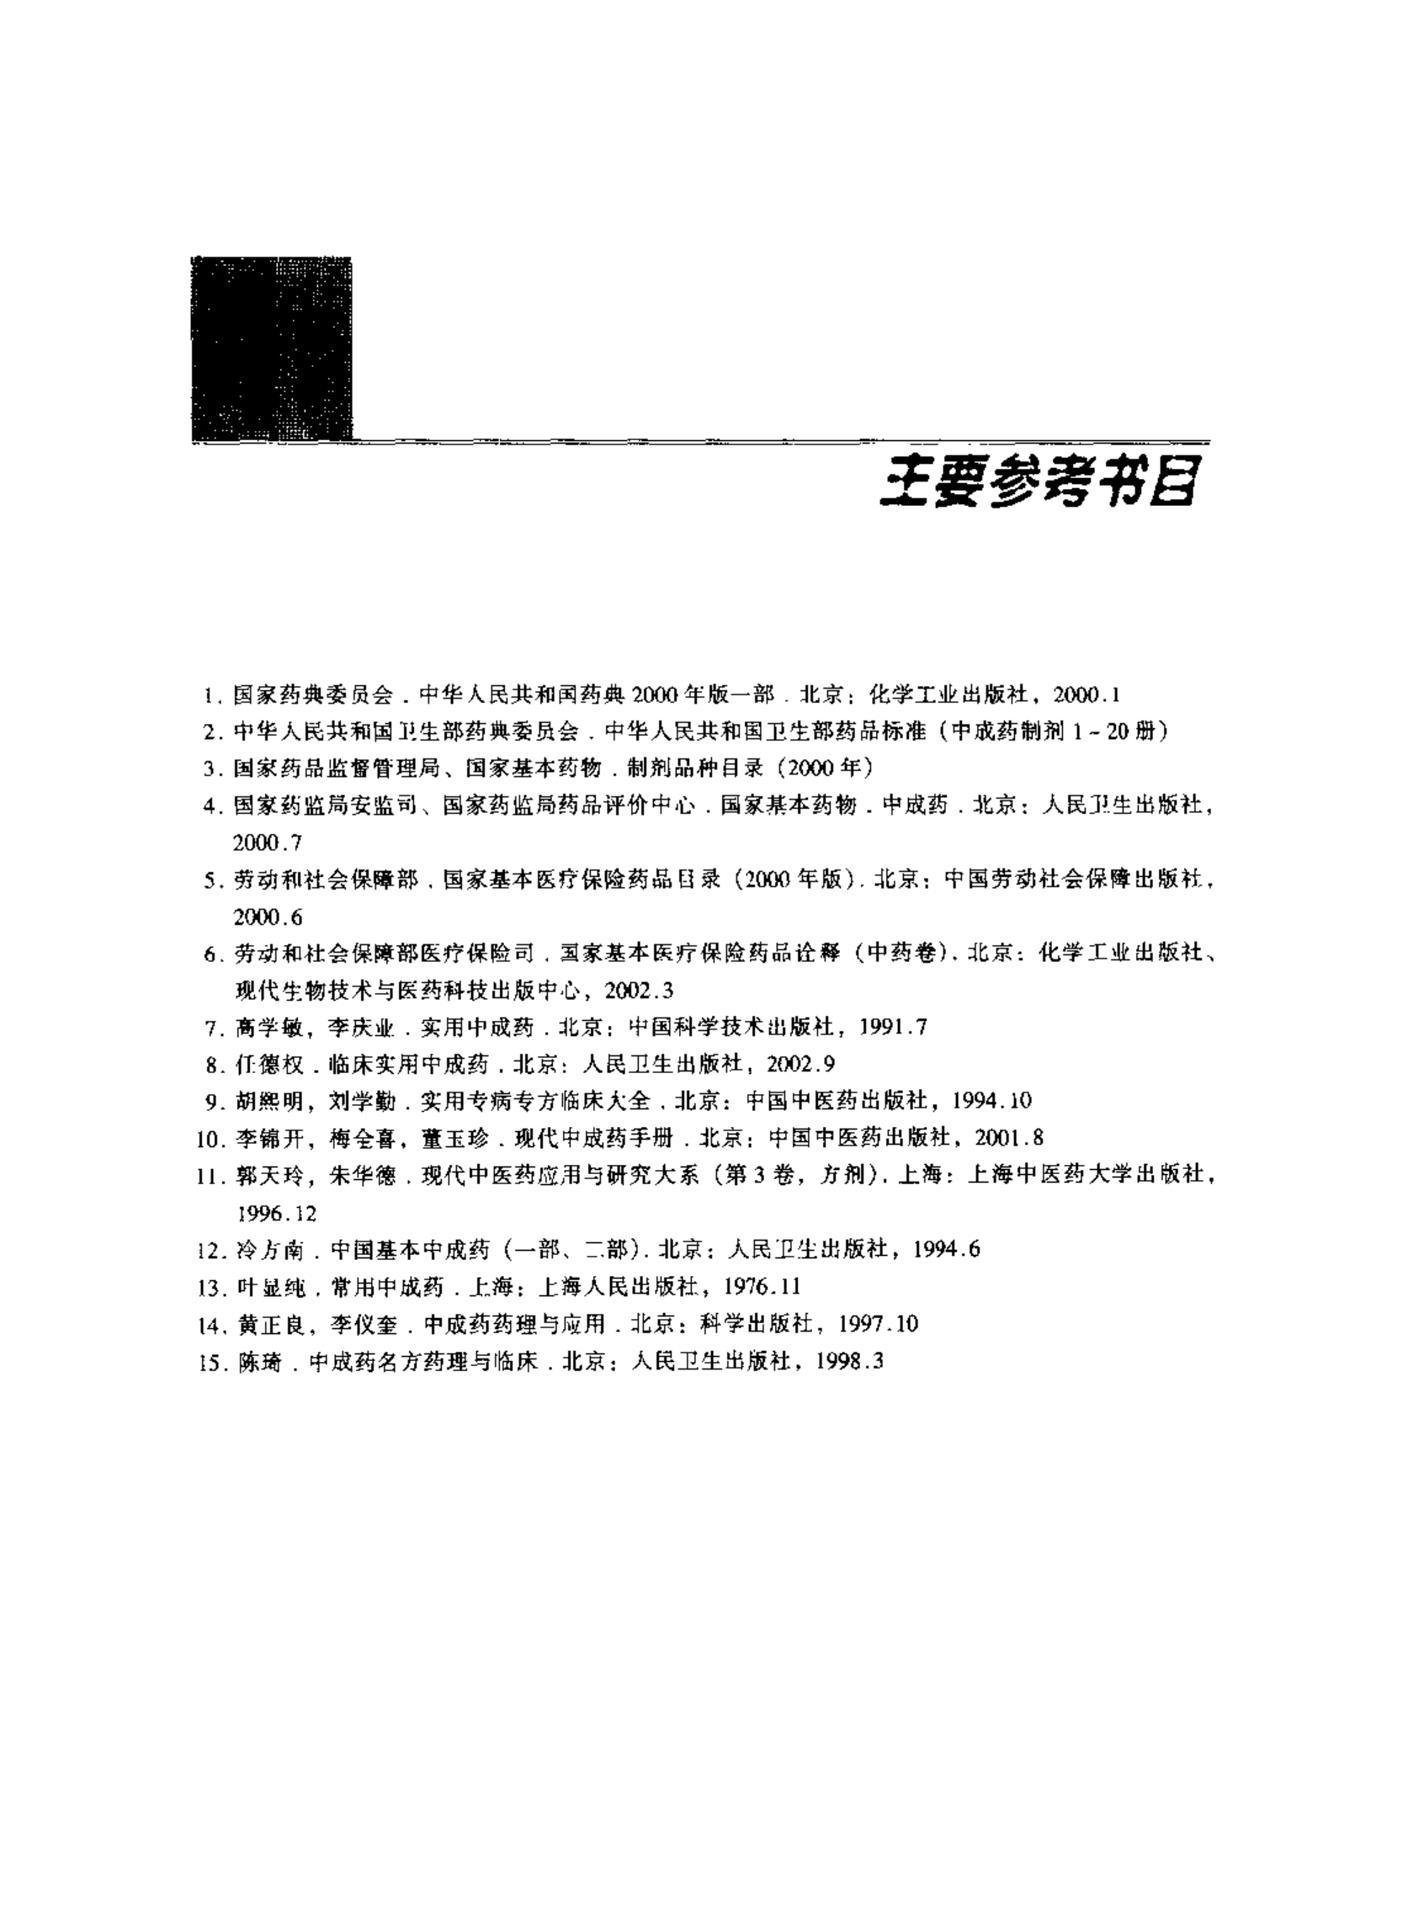 主要参考书目
1. 国家药典委员会．中华人民共和国药典 2000 年版一部．北京：化学工业出版社，2000.1
2. 中华人民共和国卫生部药典委员会．中华人民共和国卫生部药品标准（中成药制剂 1~20 册）
3. 国家药品监督管理局、国家基本药物．制剂品种目录（2000 年）
4. 国家药监局安监司、国家药监局药品评价中心．国家基本药物．中成药．北京：人民卫生出版社，
2000.7
5. 劳动和社会保障部．国家基本医疗保险药品目录（2000 年版）. 北京：中国劳动社会保障出版社，
2000.6
6. 劳动和社会保障部医疗保险司．国家基本医疗保险药品诠释（中药卷）. 北京：化学工业出版社、
现代生物技术与医药科技出版中心，2002.3
7. 高学敏，李庆业．实用中成药．北京：中国科学技术出版社，1991.7
8. 任德权．临床实用中成药．北京：人民卫生出版社，2002.9
9. 胡熙明，刘学勤．实用专病专方临床大全．北京：中国中医药出版社，1994.10
10. 李锦开，梅全喜，董玉珍．现代中成药手册．北京：中国中医药出版社，2001.8
11. 郭天玲，朱华德．现代中医药应用与研究大系（第 3 卷，方剂）. 上海：上海中医药大学出版社，
1996.12
12. 冷方南．中国基本中成药（一部、二部）. 北京：人民卫生出版社，1994.6
13. 叶显纯．常用中成药．上海：上海人民出版社，1976.11
14. 黄正良，李仪奎．中成药药理与应用．北京：科学出版社，1997.10
15. 陈琦．中成药名方药理与临床．北京：人民卫生出版社，1998.3